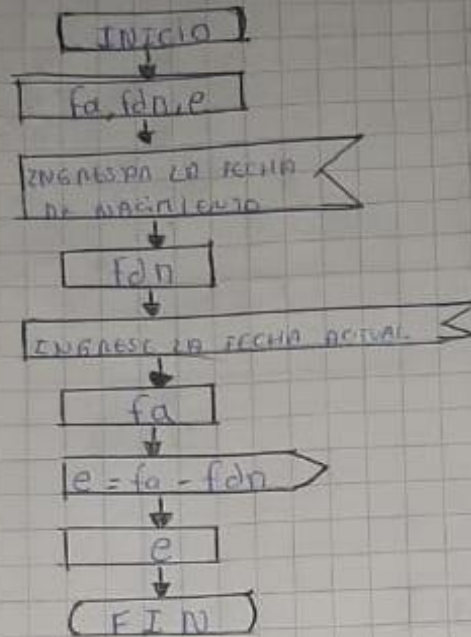 INICIO
fa, fdn, e
INGRESAR LA FECHA
DE NACIMIENTO
fdn
INGRESE LA FECHA ACTUAL
fa
e = fa - fdn
e
FIN